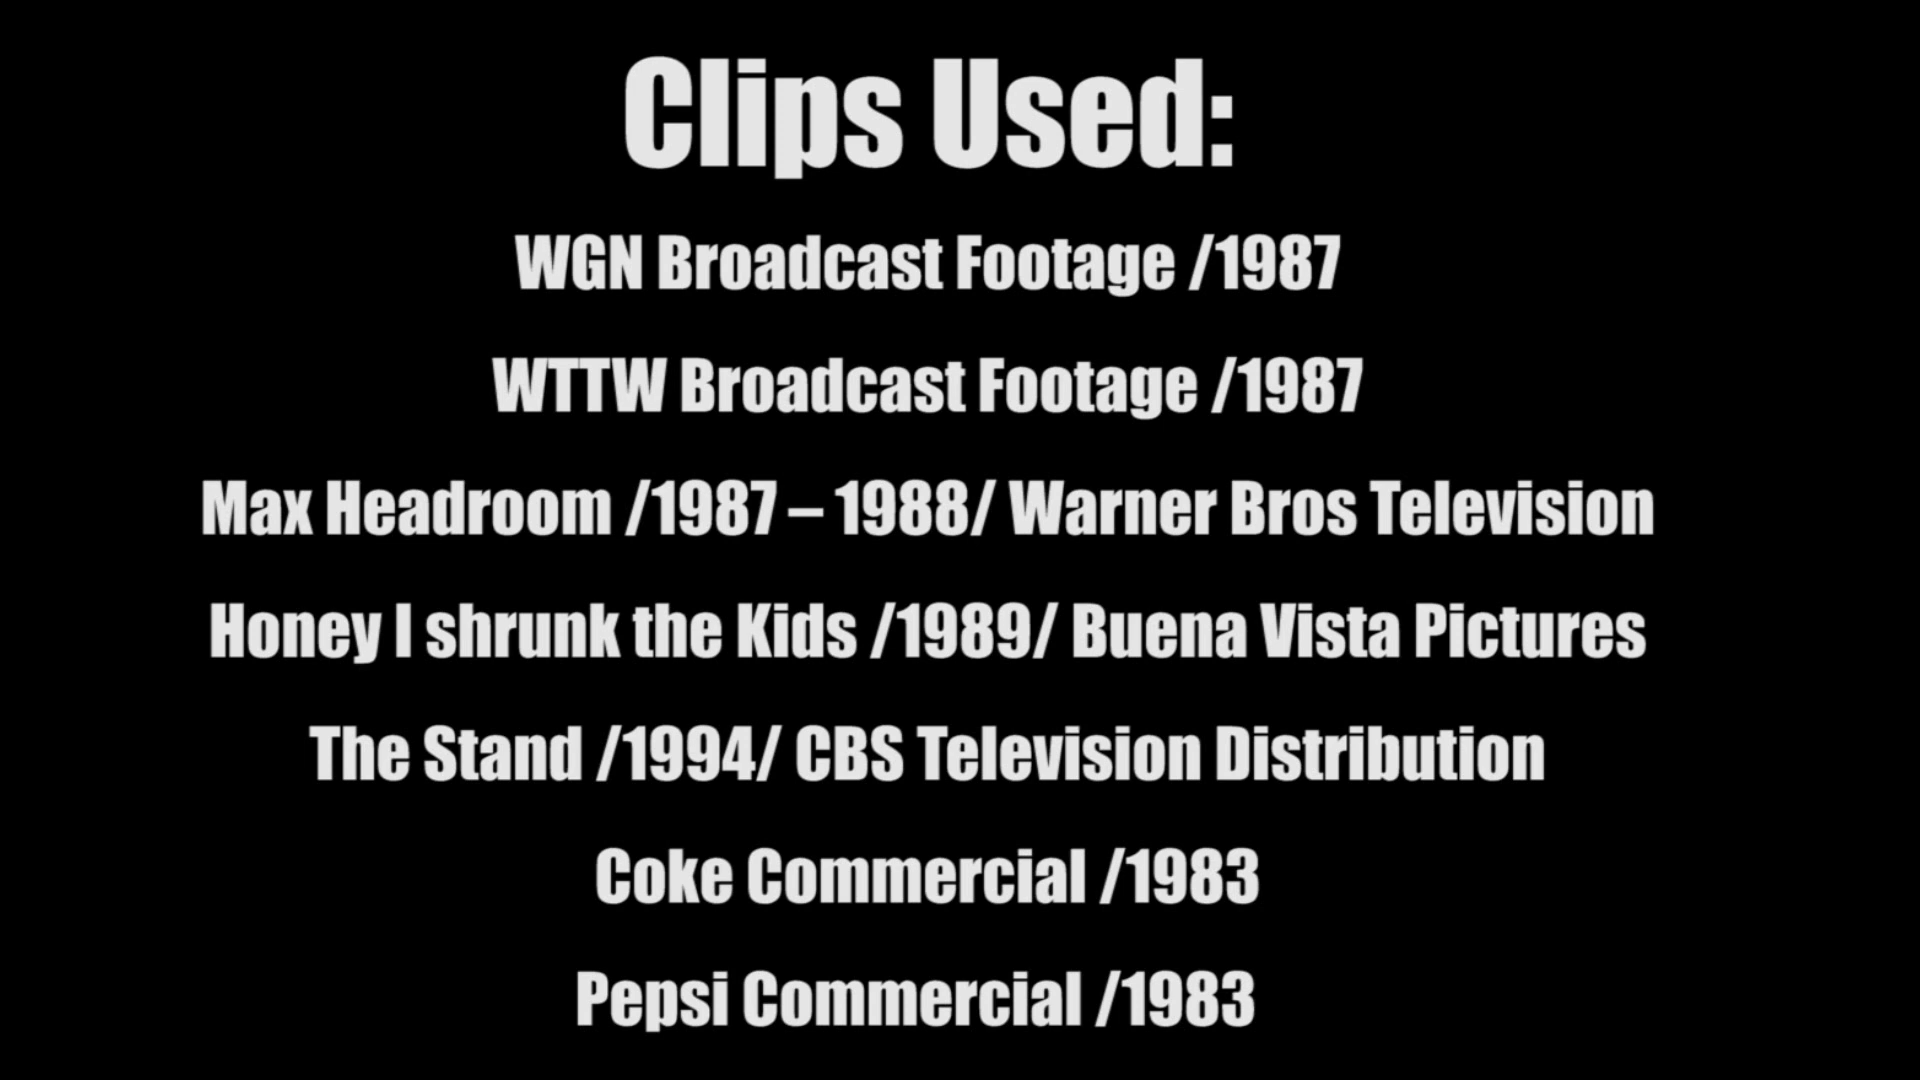 Clips Used:
WGN Broadcast Footage /1987
WTTW Broadcast Footage /1987
Max Headroom /1987 – 1988/ Warner Bros Television
Honey I shrunk the Kids /1989/ Buena Vista Pictures
The Stand /1994/ CBS Television Distribution
Coke Commercial /1983
Pepsi Commercial /1983